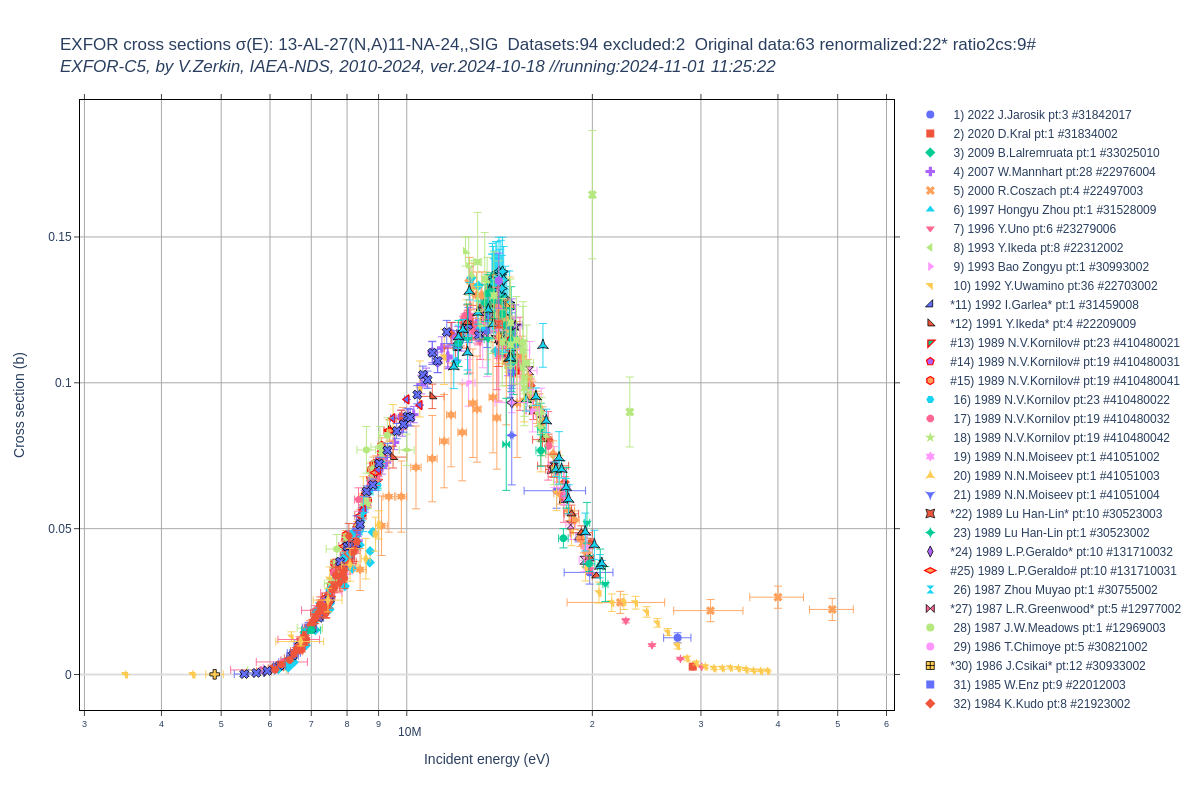 EXFOR cross sections σ(E): 13-AL-27(N,A)11-NA-24,,SIG  Datasets:94 excluded:2  Original data:63 renormalized:22* ratio2cs:9#
EXFOR-C5, by V.Zerkin, IAEA-NDS, 2010-2024, ver.2024-10-18 //running:2024-11-01 11:25:22
1) 2022 J.Jarosik pt:3 #31842017
2) 2020 D.Kral pt:1 #31834002
3) 2009 B.Lalremruata pt:1 #33025010
4) 2007 W.Mannhart pt:28 #22976004
5) 2000 R.Coszach pt:4 #22497003
6) 1997 Hongyu Zhou pt:1 #31528009
7) 1996 Y.Uno pt:6 #23279006
8) 1993 Y.Ikeda pt:8 #22312002
9) 1993 Bao Zongyu pt:1 #30993002
10) 1992 Y.Uwamino pt:36 #22703002
*11) 1992 I.Garlea* pt:1 #31459008
*12) 1991 Y.Ikeda* pt:4 #22209009
#13) 1989 N.V.Kornilov# pt:23 #410480021
#14) 1989 N.V.Kornilov# pt:19 #410480031
#15) 1989 N.V.Kornilov# pt:19 #410480041
16) 1989 N.V.Kornilov pt:23 #410480022
17) 1989 N.V.Kornilov pt:19 #410480032
18) 1989 N.V.Kornilov pt:19 #410480042
19) 1989 N.N.Moiseev pt:1 #41051002
20) 1989 N.N.Moiseev pt:1 #41051003
21) 1989 N.N.Moiseev pt:1 #41051004
*22) 1989 Lu Han-Lin* pt:10 #30523003
23) 1989 Lu Han-Lin pt:1 #30523002
*24) 1989 L.P.Geraldo* pt:10 #131710032
#25) 1989 L.P.Geraldo# pt:10 #131710031
26) 1987 Zhou Muyao pt:1 #30755002
*27) 1987 L.R.Greenwood* pt:5 #12977002
28) 1987 J.W.Meadows pt:1 #12969003
29) 1986 T.Chimoye pt:5 #30821002
*30) 1986 J.Csikai* pt:12 #30933002
31) 1985 W.Enz pt:9 #22012003
32) 1984 K.Kudo pt:8 #21923002
Cross section (b)
0.15
0.1
0.05
0
3 4 5 6 7 8 9 10M 2 3 4 5 6
Incident energy (eV)